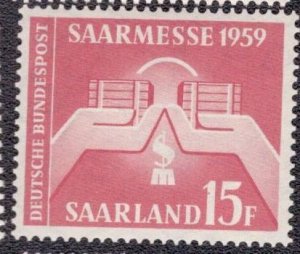 SAARMESSE 1959
DEUTSCHE BUNDESPOST
SAARLAND 15F